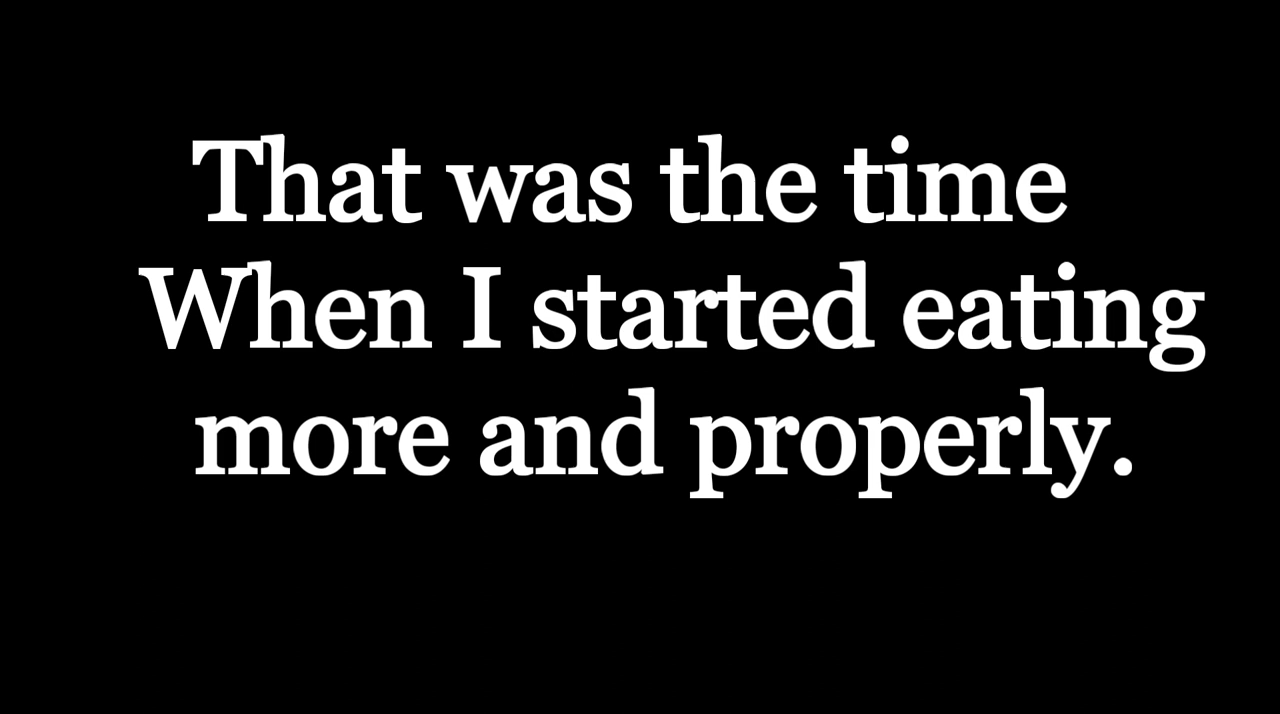 That was the time
When I started eating
more and properly.